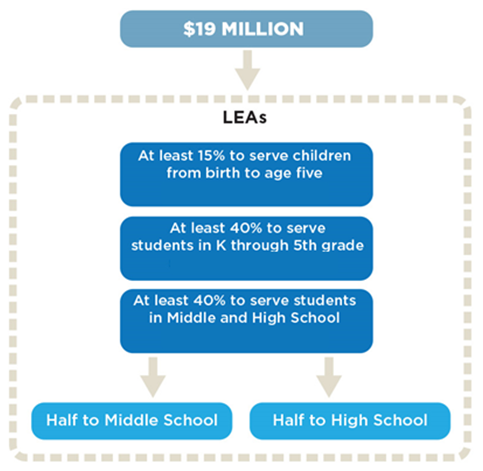 $19 MILLION
LEAs
At least 15% to serve children
from birth to age five
At least 40% to serve
students in K through 5th grade
At least 40% to serve students
in Middle and High School
Half to Middle School
Half to High School